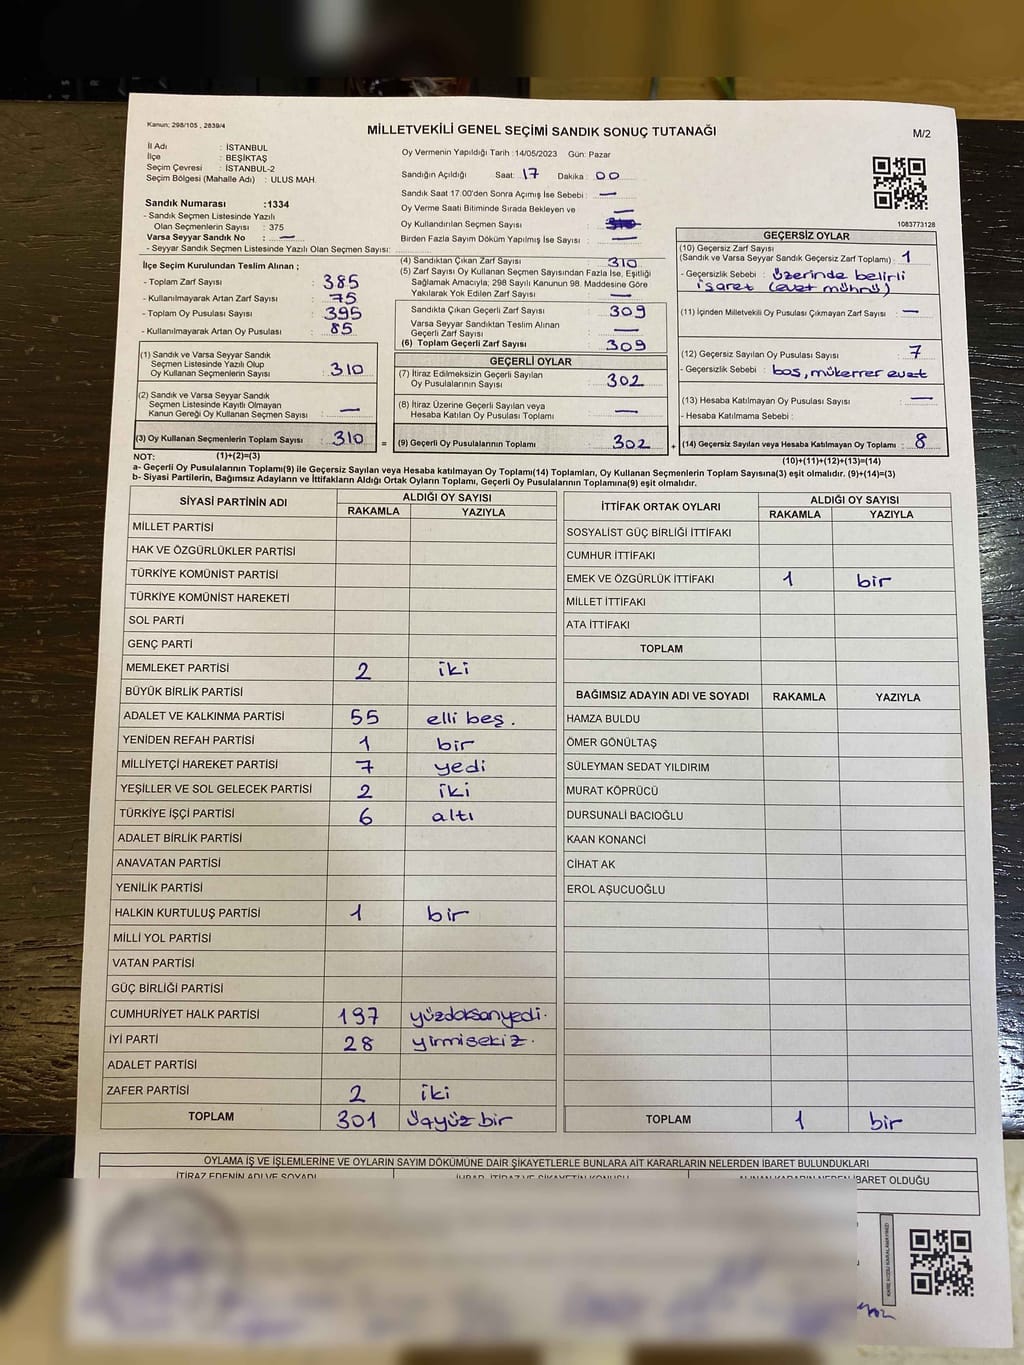 Kanun; 298/105 , 2839/4
MİLLETVEKİLİ GENEL SEÇİMİ SANDIK SONUÇ TUTANAĞI
M/2
İl Adı : İSTANBUL
İlçe : BEŞİKTAŞ
Seçim Çevresi : İSTANBUL-2
Seçim Bölgesi (Mahalle Adı) : ULUS MAH.
Oy Vermenin Yapıldığı Tarih :14/05/2023 Gün: Pazar
Sandığın Açıldığı Saat: 17 Dakika: 00
Sandık Saat 17:00'den Sonra Açımış İse Sebebi : —
Oy Verme Saati Bitiminde Sırada Bekleyen ve —
Oy Kullandırılan Seçmen Sayısı
Birden Fazla Sayım Döküm Yapılmış İse Sayısı : —
1083773128
Sandık Numarası :1334
- Sandık Seçmen Listesinde Yazılı
Olan Seçmenlerin Sayısı : 375
Varsa Seyyar Sandık No : —
- Seyyar Sandık Seçmen Listesinde Yazılı Olan Seçmen Sayısı:
İlçe Seçim Kurulundan Teslim Alınan ;
- Toplam Zarf Sayısı : 385
- Kullanılmayarak Artan Zarf Sayısı : 75
- Toplam Oy Pusulası Sayısı : 395
- Kullanılmayarak Artan Oy Pusulası : 85
(1) Sandık ve Varsa Seyyar Sandık
Seçmen Listesinde Yazılı Olup
Oy Kullanan Seçmenlerin Sayısı : 310
(2) Sandık ve Varsa Seyyar Sandık
Seçmen Listesinde Kayıtlı Olmayan
Kanun Gereği Oy Kullanan Seçmen Sayısı : —
(3) Oy Kullanan Seçmenlerin Toplam Sayısı : 310 =
(4) Sandıktan Çıkan Zarf Sayısı : 310
(5) Zarf Sayısı Oy Kullanan Seçmen Sayısından Fazla İse, Eşitliği
Sağlamak Amacıyla; 298 Sayılı Kanunun 98. Maddesine Göre
Yakılarak Yok Edilen Zarf Sayısı : —
Sandıkta Çıkan Geçerli Zarf Sayısı : 309
Varsa Seyyar Sandıktan Teslim Alınan
Geçerli Zarf Sayısı : —
(6) Toplam Geçerli Zarf Sayısı : 309
GEÇERLİ OYLAR
(7) İtiraz Edilmeksizin Geçerli Sayılan
Oy Pusulalarının Sayısı : 302
(8) İtiraz Üzerine Geçerli Sayılan veya
Hesaba Katılan Oy Pusulası Toplamı : —
(9) Geçerli Oy Pusulalarının Toplamı : 302 +
GEÇERSİZ OYLAR
(10) Geçersiz Zarf Sayısı
(Sandık ve Varsa Seyyar Sandık Geçersiz Zarf Toplamı) : 1
- Geçersizlik Sebebi : üzerinde belirli
işaret (evet mührü)
(11) İçinden Milletvekili Oy Pusulası Çıkmayan Zarf Sayısı : —
(12) Geçersiz Sayılan Oy Pusulası Sayısı : 7
- Geçersizlik Sebebi : boş, mükerrer evet
(13) Hesaba Katılmayan Oy Pusulası Sayısı : —
- Hesaba Katılmama Sebebi :
(14) Geçersiz Sayılan veya Hesaba Katılmayan Oy Toplamı : 8
NOT: (1)+(2)=(3)
(10)+(11)+(12)+(13)=(14)
a- Geçerli Oy Pusulalarının Toplamı(9) ile Geçersiz Sayılan veya Hesaba katılmayan Oy Toplamı(14) Toplamları, Oy Kullanan Seçmenlerin Toplam Sayısına(3) eşit olmalıdır. (9)+(14)=(3)
b- Siyasi Partilerin, Bağımsız Adayların ve İttifakların Aldığı Ortak Oyların Toplamı, Geçerli Oy Pusulalarının Toplamına(9) eşit olmalıdır.
SİYASİ PARTİNİN ADI ALDIĞI OY SAYISI
RAKAMLA YAZIYLA
MİLLET PARTİSİ
HAK VE ÖZGÜRLÜKLER PARTİSİ
TÜRKİYE KOMÜNİST PARTİSİ
TÜRKİYE KOMÜNİST HAREKETİ
SOL PARTİ
GENÇ PARTİ
MEMLEKET PARTİSİ 2 iki
BÜYÜK BİRLİK PARTİSİ
ADALET VE KALKINMA PARTİSİ 55 elli beş.
YENİDEN REFAH PARTİSİ 1 bir
MİLLİYETÇİ HAREKET PARTİSİ 7 yedi
YEŞİLLER VE SOL GELECEK PARTİSİ 2 iki
TÜRKİYE İŞÇİ PARTİSİ 6 altı
ADALET BİRLİK PARTİSİ
ANAVATAN PARTİSİ
YENİLİK PARTİSİ
HALKIN KURTULUŞ PARTİSİ 1 bir
MİLLİ YOL PARTİSİ
VATAN PARTİSİ
GÜÇ BİRLİĞİ PARTİSİ
CUMHURİYET HALK PARTİSİ 197 yüzdoksanyedi.
İYİ PARTİ 28 yirmisekiz.
ADALET PARTİSİ
ZAFER PARTİSİ 2 iki
TOPLAM 301 üçyüz bir
İTTİFAK ORTAK OYLARI ALDIĞI OY SAYISI
RAKAMLA YAZIYLA
SOSYALİST GÜÇ BİRLİĞİ İTTİFAKI
CUMHUR İTTİFAKI
EMEK VE ÖZGÜRLÜK İTTİFAKI 1 bir
MİLLET İTTİFAKI
ATA İTTİFAKI
TOPLAM
BAĞIMSIZ ADAYIN ADI VE SOYADI RAKAMLA YAZIYLA
HAMZA BULDU
ÖMER GÖNÜLTAŞ
SÜLEYMAN SEDAT YILDIRIM
MURAT KÖPRÜCÜ
DURSUNALİ BACIOĞLU
KAAN KONANCİ
CİHAT AK
EROL AŞUCUOĞLU
TOPLAM 1 bir
OYLAMA İŞ VE İŞLEMLERİNE VE OYLARIN SAYIM DÖKÜMÜNE DAİR ŞİKAYETLERLE BUNLARA AİT KARARLARIN NELERDEN İBARET BULUNDUKLARI
İTİRAZ EDENİN ADI VE SOYADI İHBAR, İTİRAZ VE ŞİKAYETİN KONUSU ALINAN KARARIN NEDEN İBARET OLDUĞU